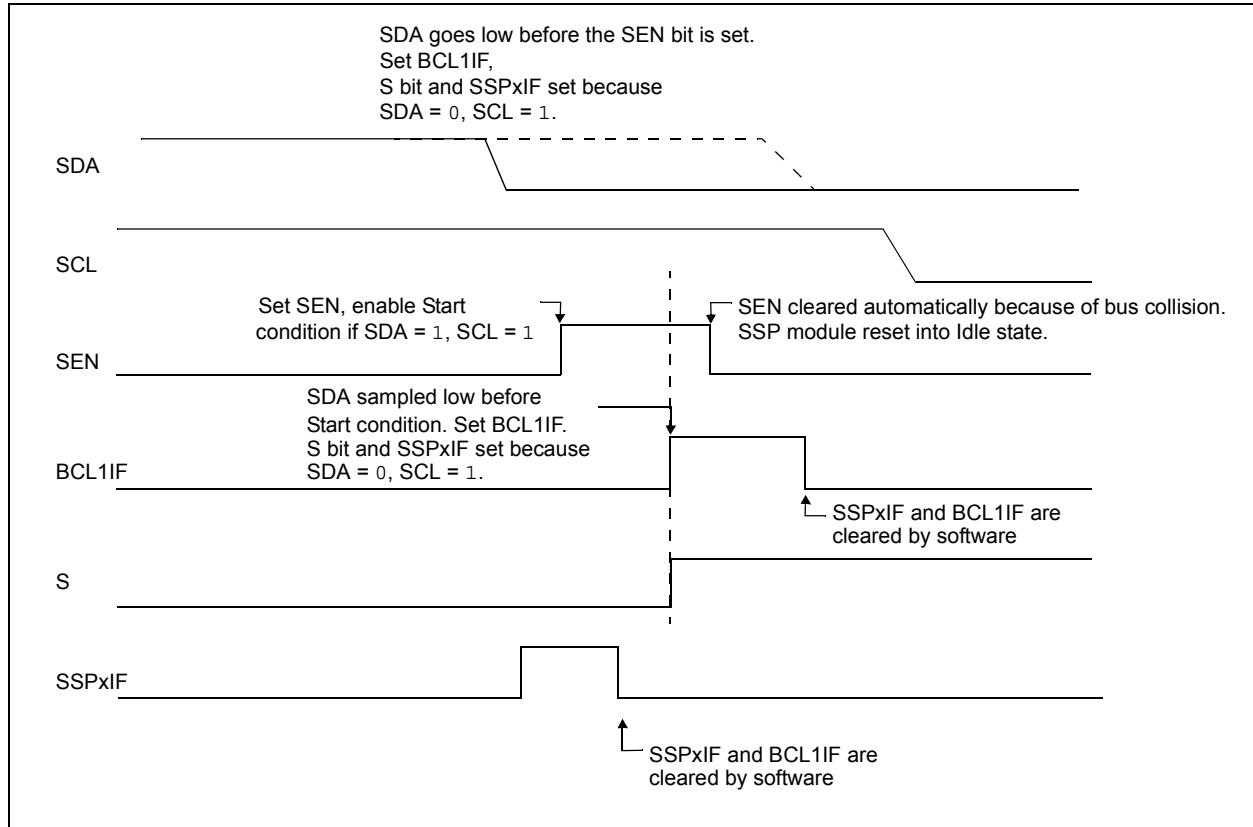 SDA goes low before the SEN bit is set.
Set BCL1IF,
S bit and SSPxIF set because
SDA = 0, SCL = 1.
SDA
SCL
Set SEN, enable Start
condition if SDA = 1, SCL = 1
SEN cleared automatically because of bus collision.
SSP module reset into Idle state.
SEN
SDA sampled low before
Start condition. Set BCL1IF.
S bit and SSPxIF set because
SDA = 0, SCL = 1.
BCL1IF
SSPxIF and BCL1IF are
cleared by software
S
SSPxIF
SSPxIF and BCL1IF are
cleared by software